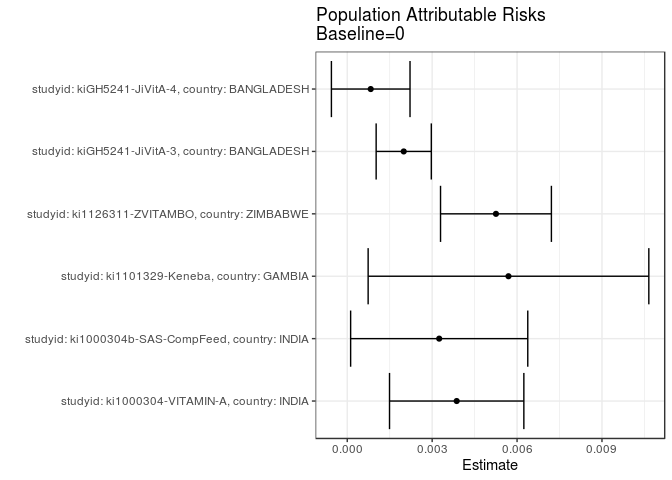 Population Attributable Risks
Baseline=0
studyid: kiGH5241-JiVitA-4, country: BANGLADESH
studyid: kiGH5241-JiVitA-3, country: BANGLADESH
studyid: ki1126311-ZVITAMBO, country: ZIMBABWE
studyid: ki1101329-Keneba, country: GAMBIA
studyid: ki1000304b-SAS-CompFeed, country: INDIA
studyid: ki1000304-VITAMIN-A, country: INDIA
0.000 0.003 0.006 0.009
Estimate